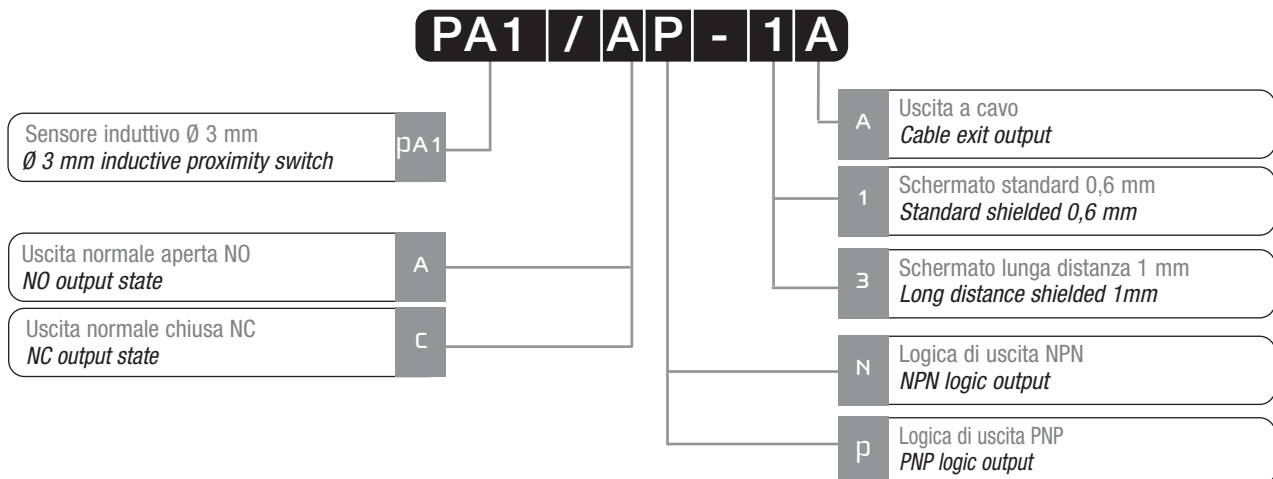 PA1 / A P - 1 A
Sensore induttivo Ø 3 mm
Ø 3 mm inductive proximity switch
pA1
Uscita normale aperta NO
NO output state
A
Uscita normale chiusa NC
NC output state
C
A
Uscita a cavo
Cable exit output
1
Schermato standard 0,6 mm
Standard shielded 0,6 mm
3
Schermato lunga distanza 1 mm
Long distance shielded 1mm
N
Logica di uscita NPN
NPN logic output
p
Logica di uscita PNP
PNP logic output